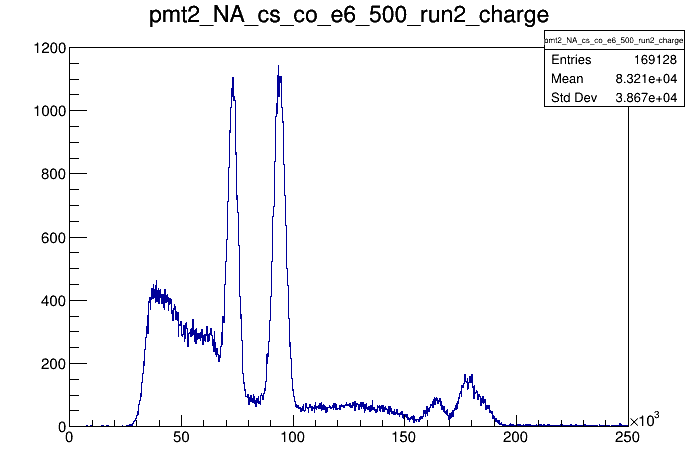 pmt2_NA_cs_co_e6_500_run2_charge
pmt2_NA_cs_co_e6_500_run2_charge
Entries 169128
Mean 8.321e+04
Std Dev 3.867e+04
1200
1000
800
600
400
200
0
0 50 100 150 200 250
×10³